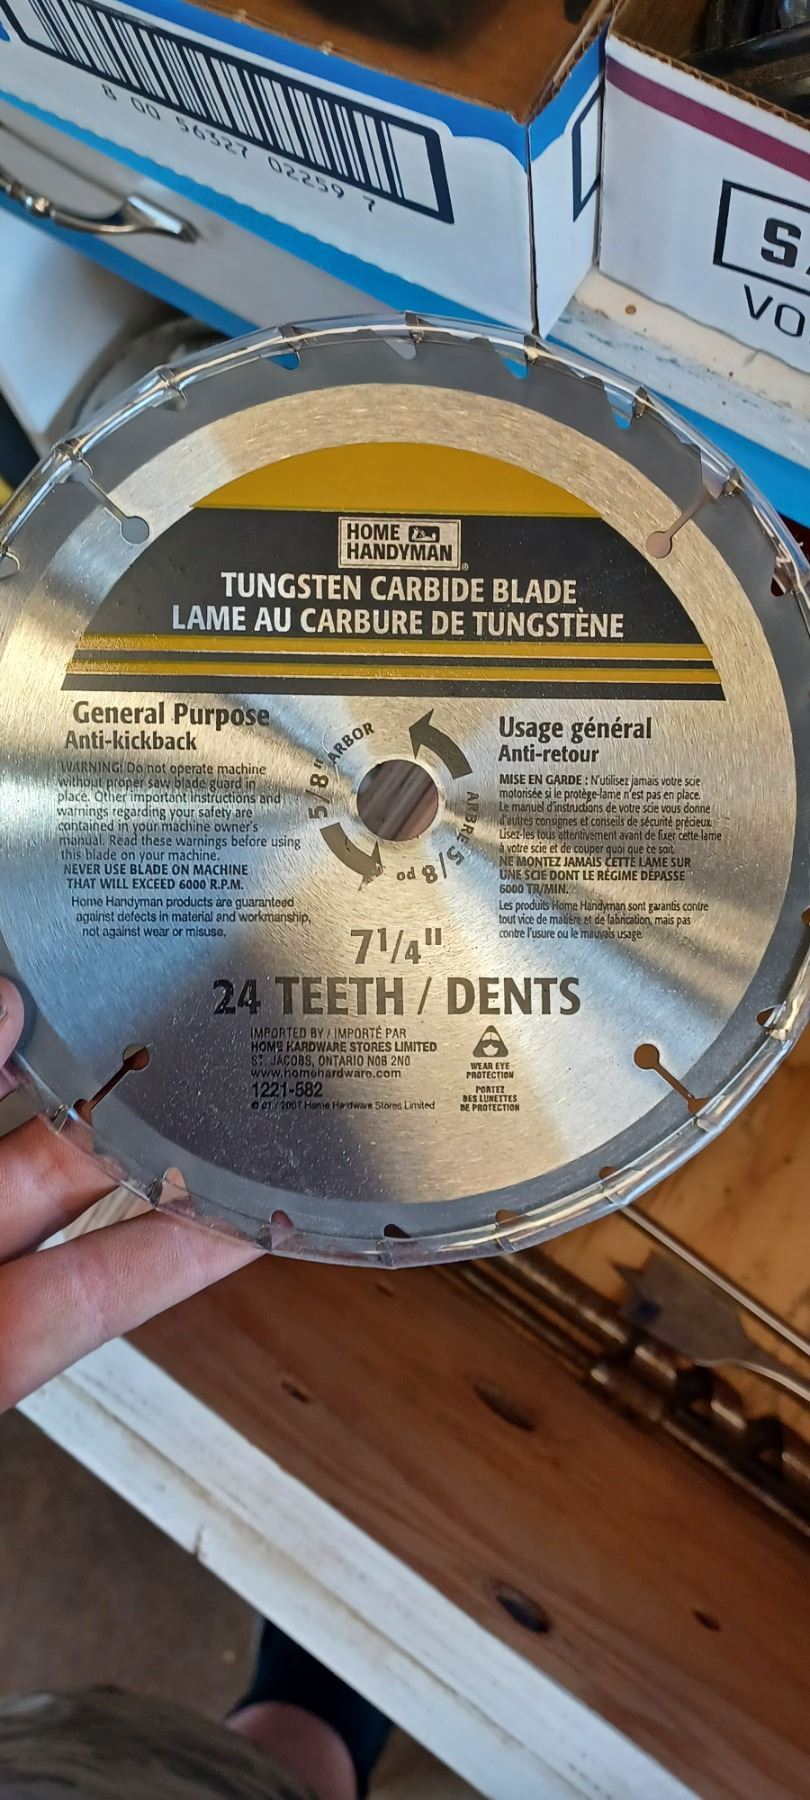 8 00 56327 02259 7
HOME
HANDYMAN
®
TUNGSTEN CARBIDE BLADE
LAME AU CARBURE DE TUNGSTÈNE
General Purpose
Anti-kickback
WARNING! Do not operate machine
without proper saw blade guard in
place. Other important instructions and
warnings regarding your safety are
contained in your machine owner's
manual. Read these warnings before using
this blade on your machine.
NEVER USE BLADE ON MACHINE
THAT WILL EXCEED 6000 R.P.M.
Home Handyman products are guaranteed
against defects in material and workmanship,
not against wear or misuse.
5/8" ARBOR
ARBRE 5/8 po
Usage général
Anti-retour
MISE EN GARDE : N'utilisez jamais votre scie
motorisée si le protège-lame n'est pas en place.
Le manuel d'instructions de votre scie vous donne
d'autres consignes et conseils de sécurité précieux.
Lisez-les tous attentivement avant de fixer cette lame
à votre scie et de couper quoi que ce soit.
NE MONTEZ JAMAIS CETTE LAME SUR
UNE SCIE DONT LE RÉGIME DÉPASSE
6000 TR/MIN.
Les produits Home Handyman sont garantis contre
tout vice de matière et de fabrication, mais pas
contre l'usure ou le mauvais usage.
7 1/4"
24 TEETH / DENTS
IMPORTED BY / IMPORTÉ PAR
HOME HARDWARE STORES LIMITED
ST. JACOBS, ONTARIO N0B 2N0
www.homehardware.com
1221-582
© 01 / 2007 Home Hardware Stores Limited
WEAR EYE
PROTECTION
PORTEZ
DES LUNETTES
DE PROTECTION